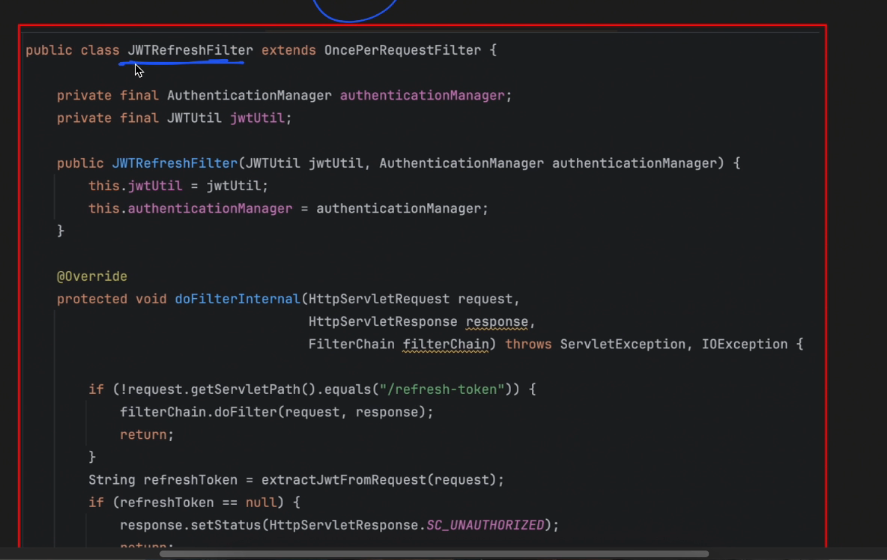 public class JWTRefreshFilter extends OncePerRequestFilter {
private final AuthenticationManager authenticationManager;
private final JWTUtil jwtUtil;
public JWTRefreshFilter(JWTUtil jwtUtil, AuthenticationManager authenticationManager) {
this.jwtUtil = jwtUtil;
this.authenticationManager = authenticationManager;
}
@Override
protected void doFilterInternal(HttpServletRequest request,
HttpServletResponse response,
FilterChain filterChain) throws ServletException, IOException {
if (!request.getServletPath().equals("/refresh-token")) {
filterChain.doFilter(request, response);
return;
}
String refreshToken = extractJwtFromRequest(request);
if (refreshToken == null) {
response.setStatus(HttpServletResponse.SC_UNAUTHORIZED);
return;